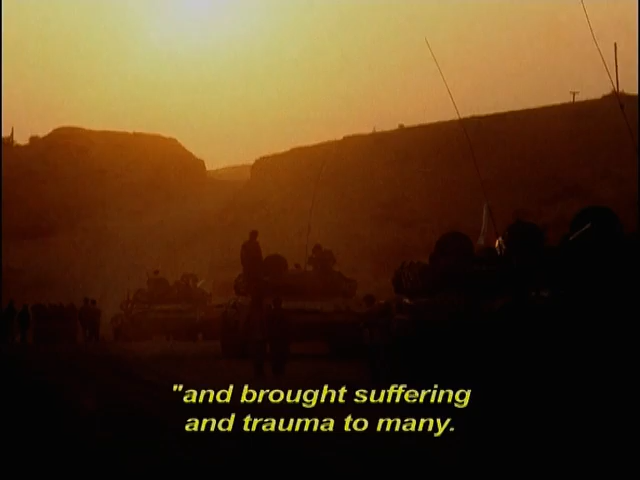 "and brought suffering
and trauma to many.